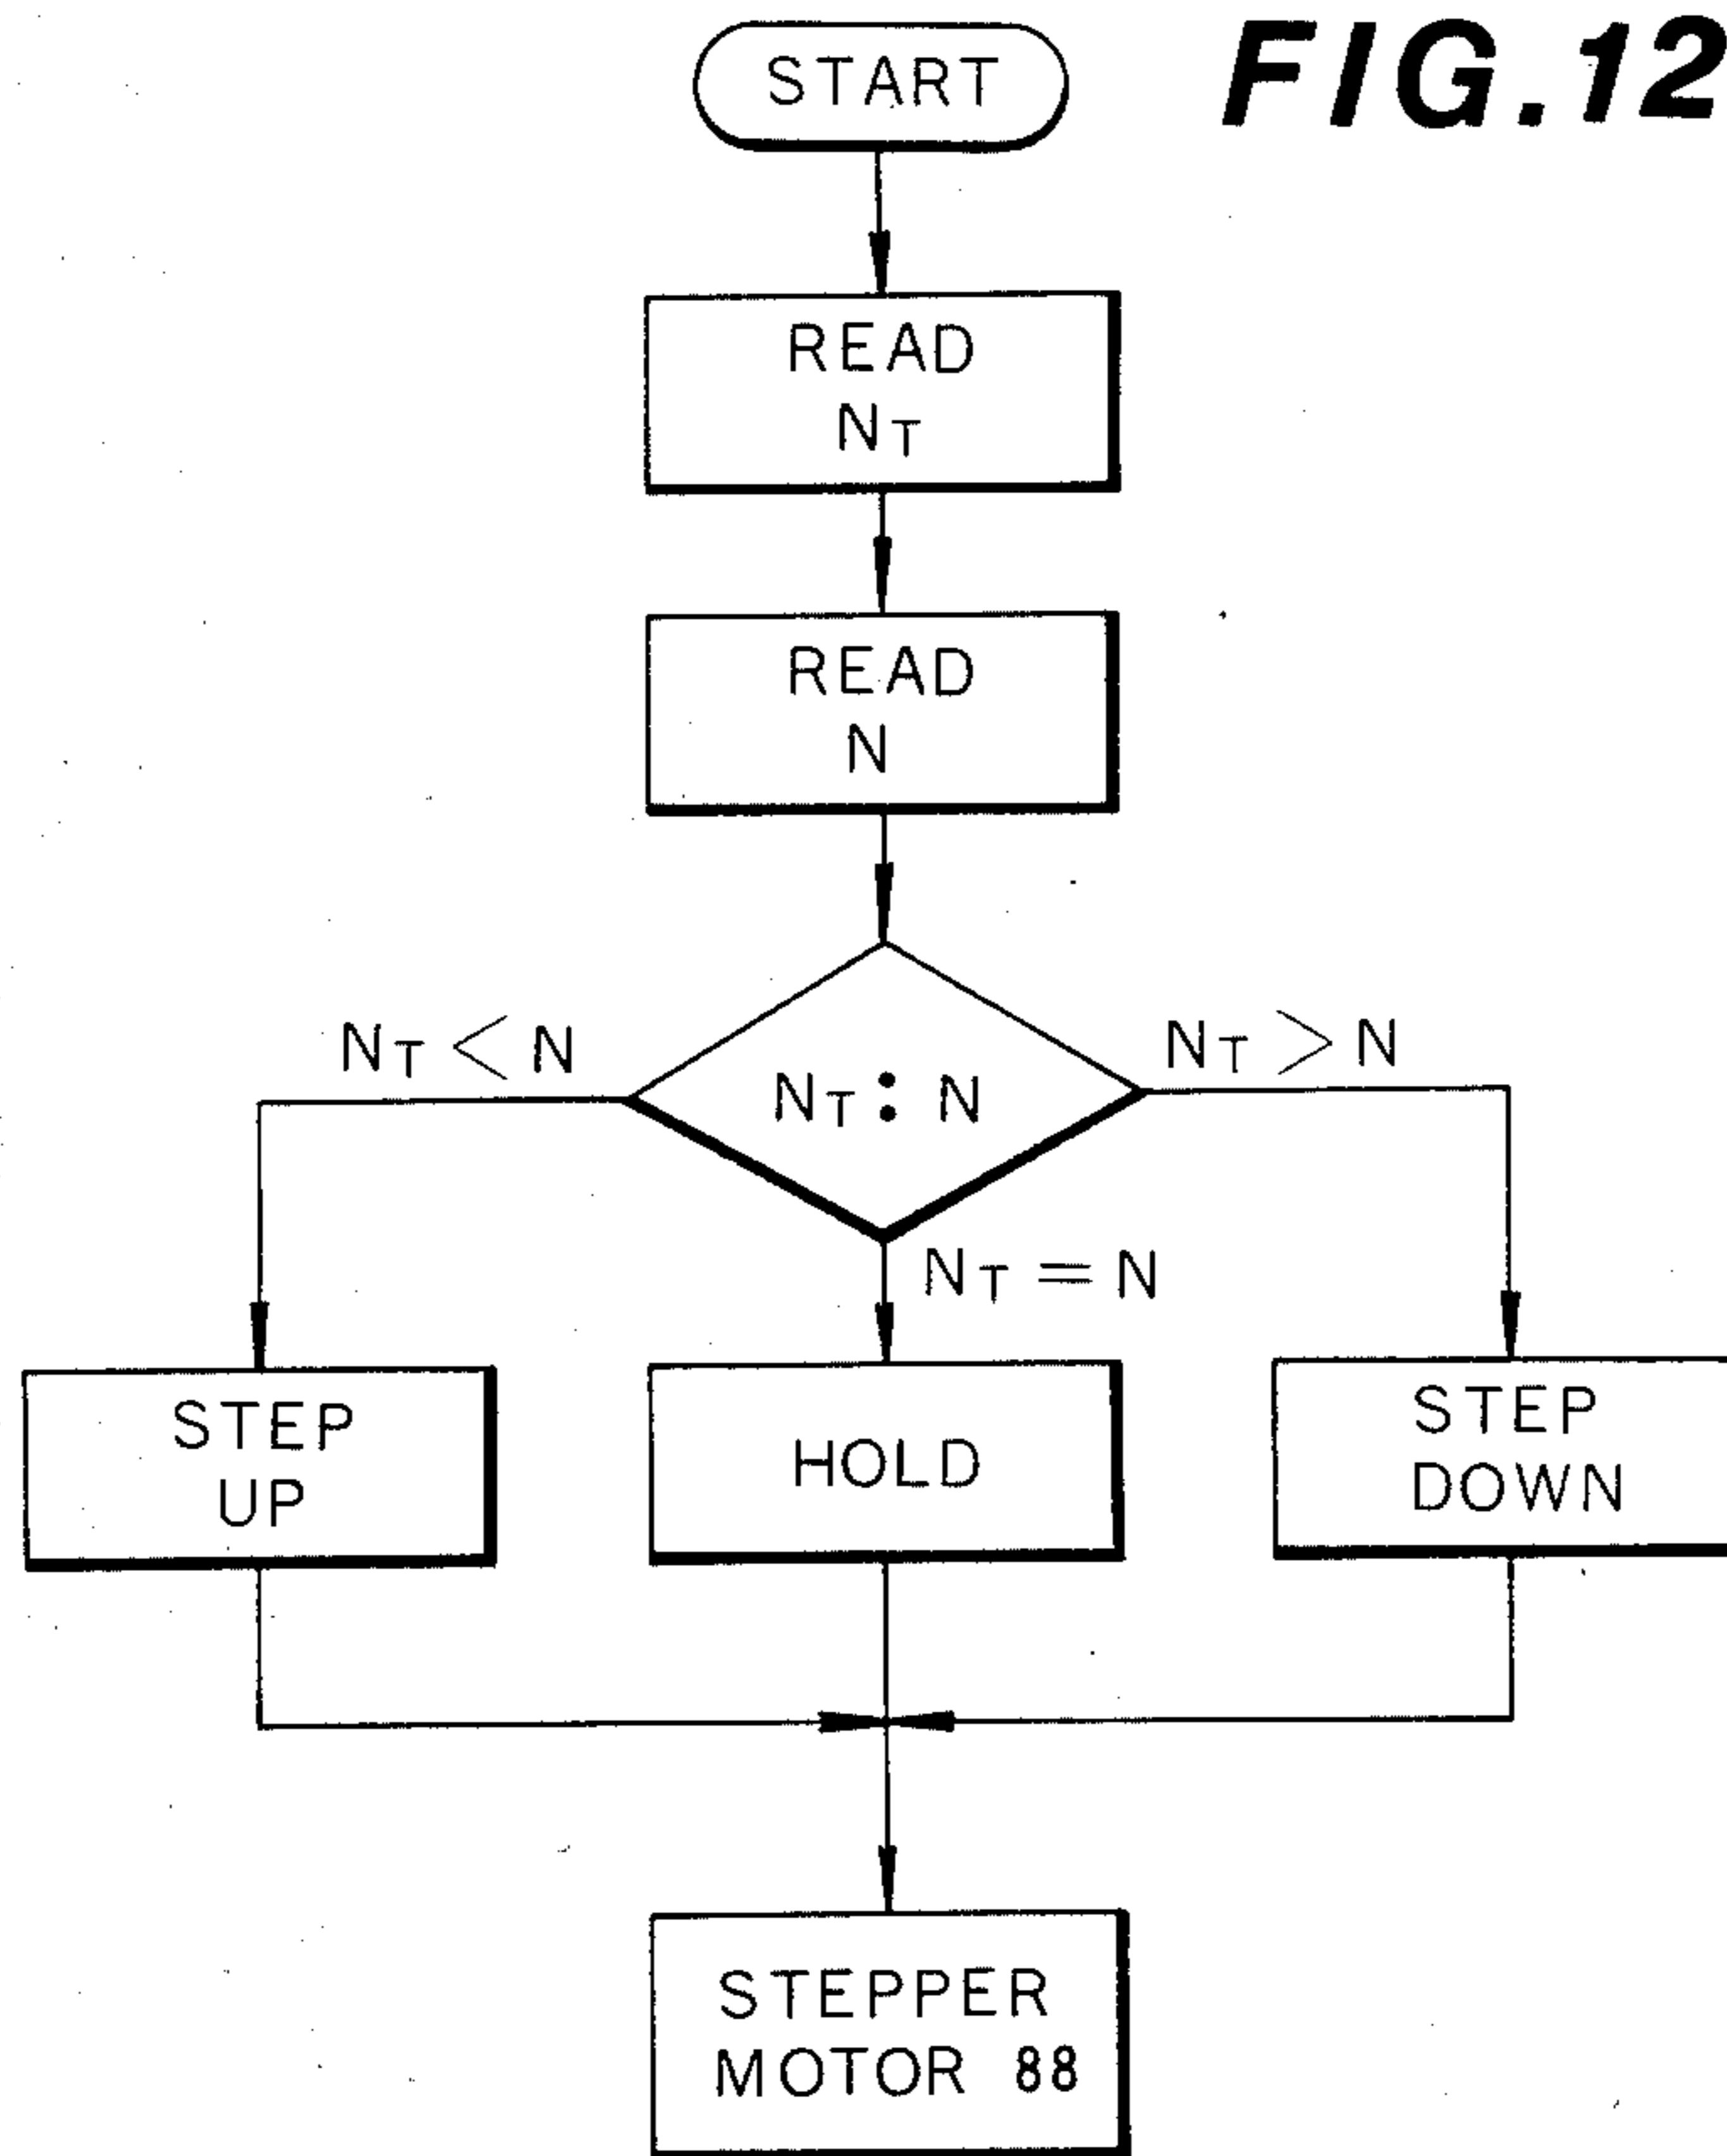 FIG.12
START
READ
NT
READ
N
NT < N
NT : N
NT > N
NT = N
STEP
UP
HOLD
STEP
DOWN
STEPPER
MOTOR 88